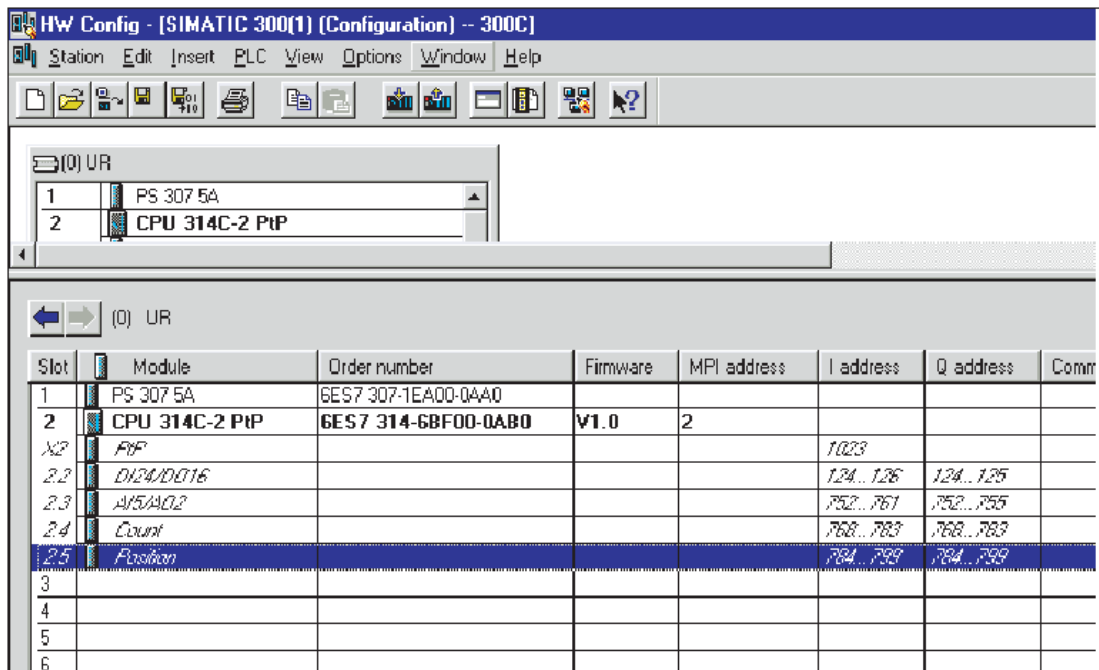 HW Config - [SIMATIC 300(1) (Configuration) -- 300C]
Station Edit Insert PLC View Options Window Help
(0) UR
1 PS 307 5A
2 CPU 314C-2 PtP
(0) UR
Slot Module Order number Firmware MPI address I address Q address Comm
1 PS 307 5A 6ES7 307-1EA00-0AA0
2 CPU 314C-2 PtP 6ES7 314-6BF00-0AB0 V1.0 2
X2 PtP 1023
2.2 DI24/DO16 124...126 124...125
2.3 AI5/AO2 752...761 752...755
2.4 Count 768...783 768...783
2.5 Position 784...799 784...799
3
4
5
6